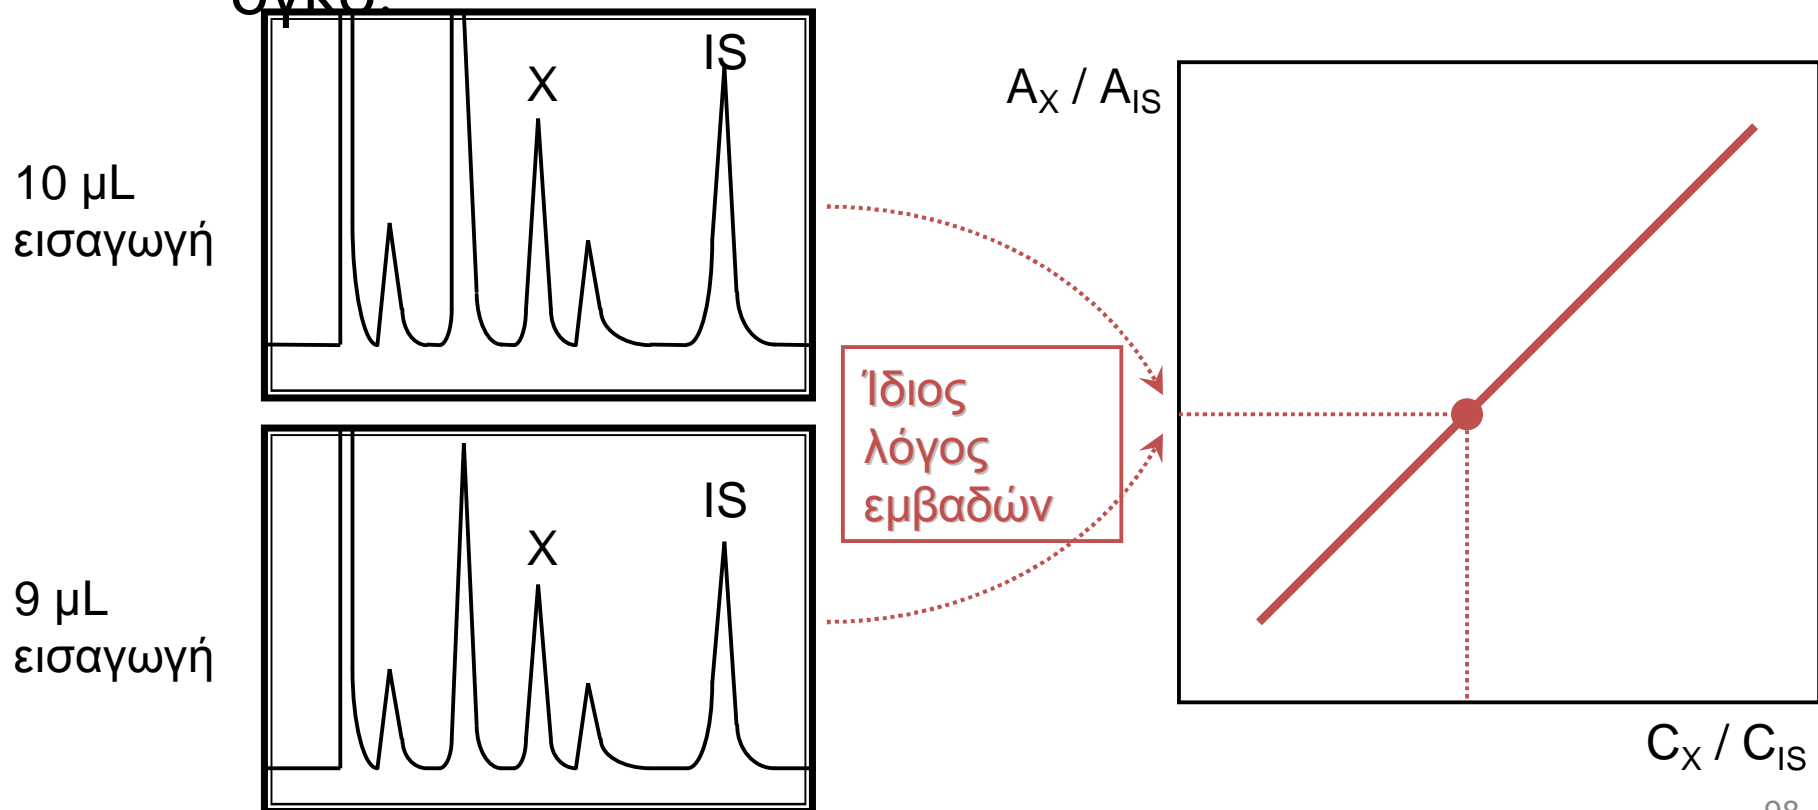 10 μL
εισαγωγή
X
IS
9 μL
εισαγωγή
X
IS
Ίδιος
λόγος
εμβαδών
A_X / A_IS
C_X / C_IS